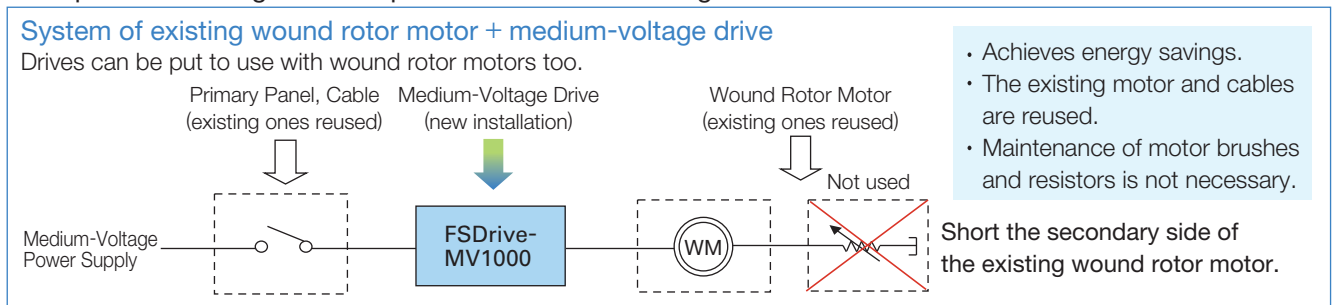 System of existing wound rotor motor + medium-voltage drive
Drives can be put to use with wound rotor motors too.
Primary Panel, Cable
(existing ones reused)
Medium-Voltage Drive
(new installation)
Wound Rotor Motor
(existing ones reused)
Not used
Medium-Voltage
Power Supply
FSDrive-
MV1000
WM
・Achieves energy savings.
・The existing motor and cables
are reused.
・Maintenance of motor brushes
and resistors is not necessary.
Short the secondary side of
the existing wound rotor motor.